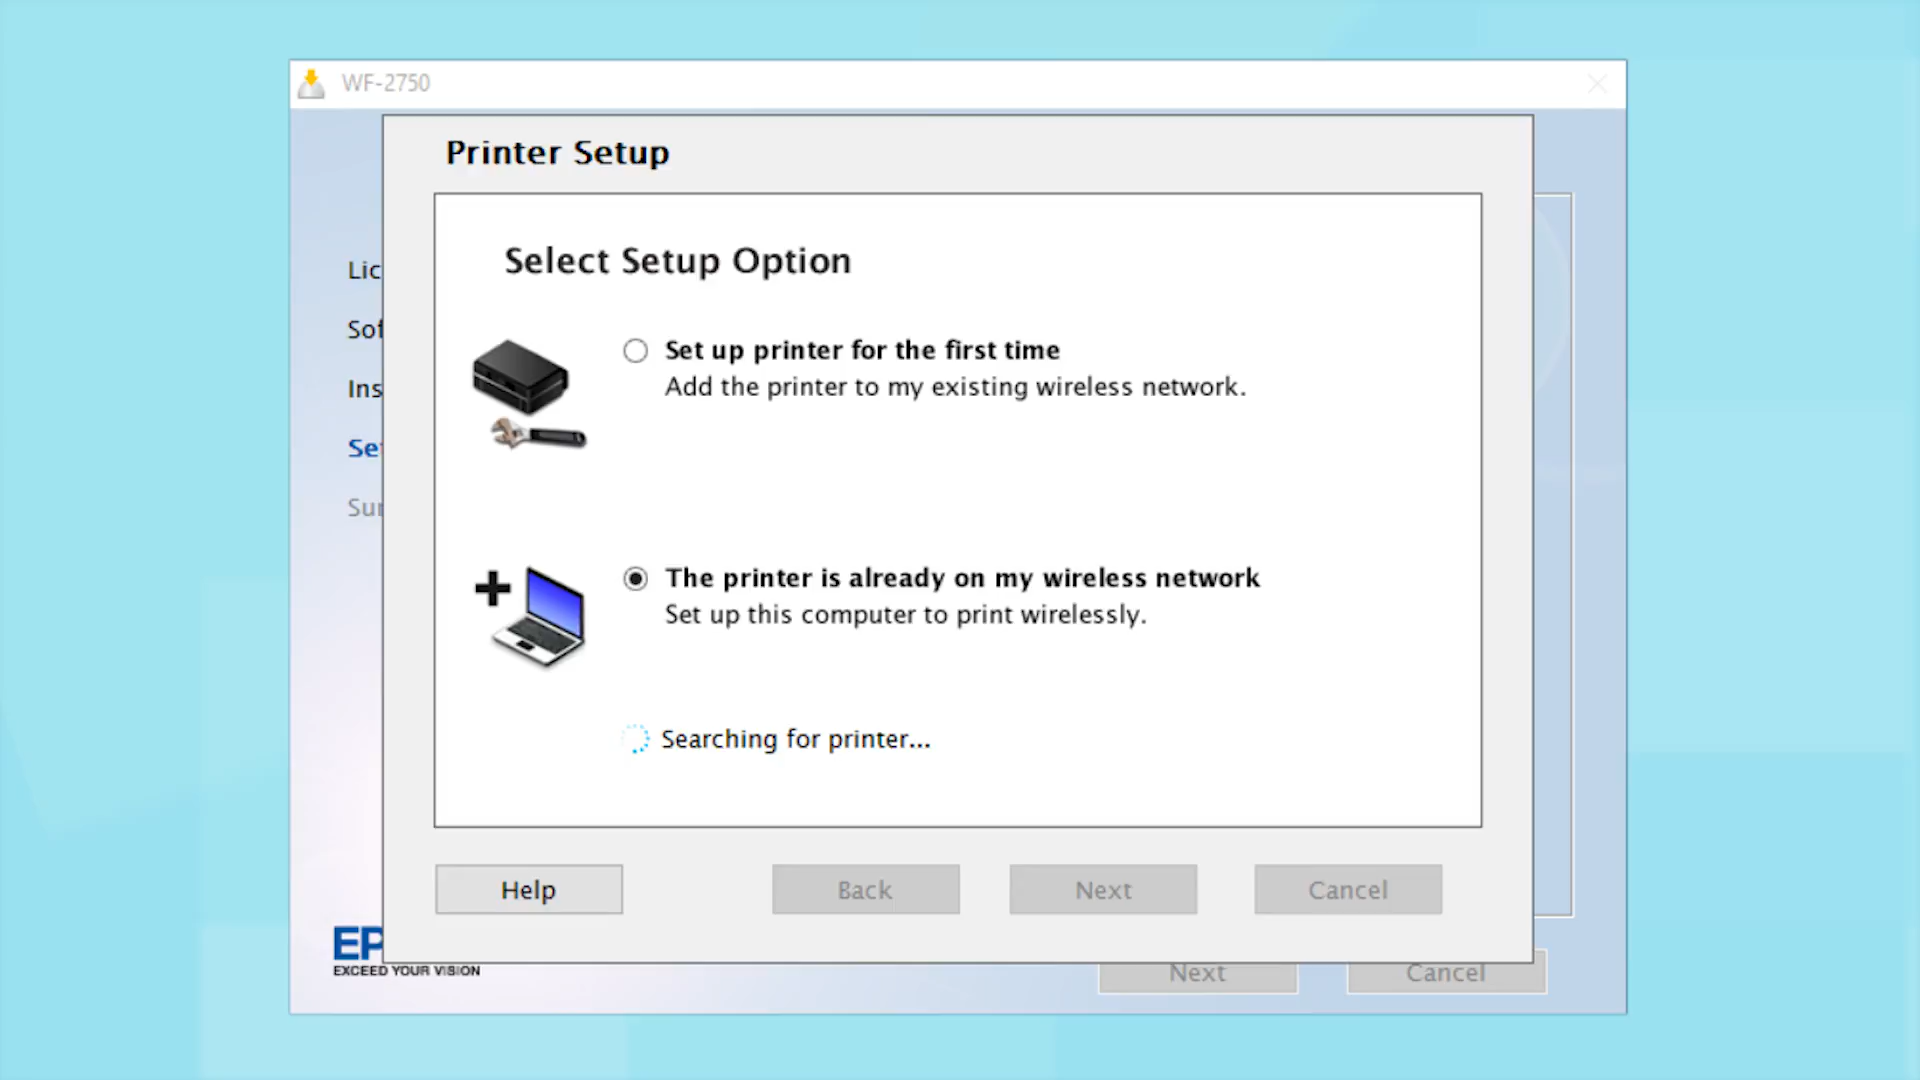 WF-2750
Printer Setup
Select Setup Option
Set up printer for the first time
Add the printer to my existing wireless network.
The printer is already on my wireless network
Set up this computer to print wirelessly.
Searching for printer...
Help
Back
Next
Cancel
Lic
Sof
Ins
Set
Sur
EP
EXCEED YOUR VISION
Next
Cancel